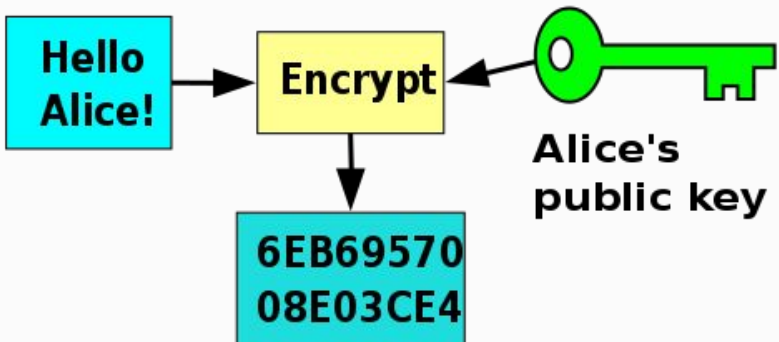 Hello
Alice!
Encrypt
Alice's
public key
6EB69570
08E03CE4